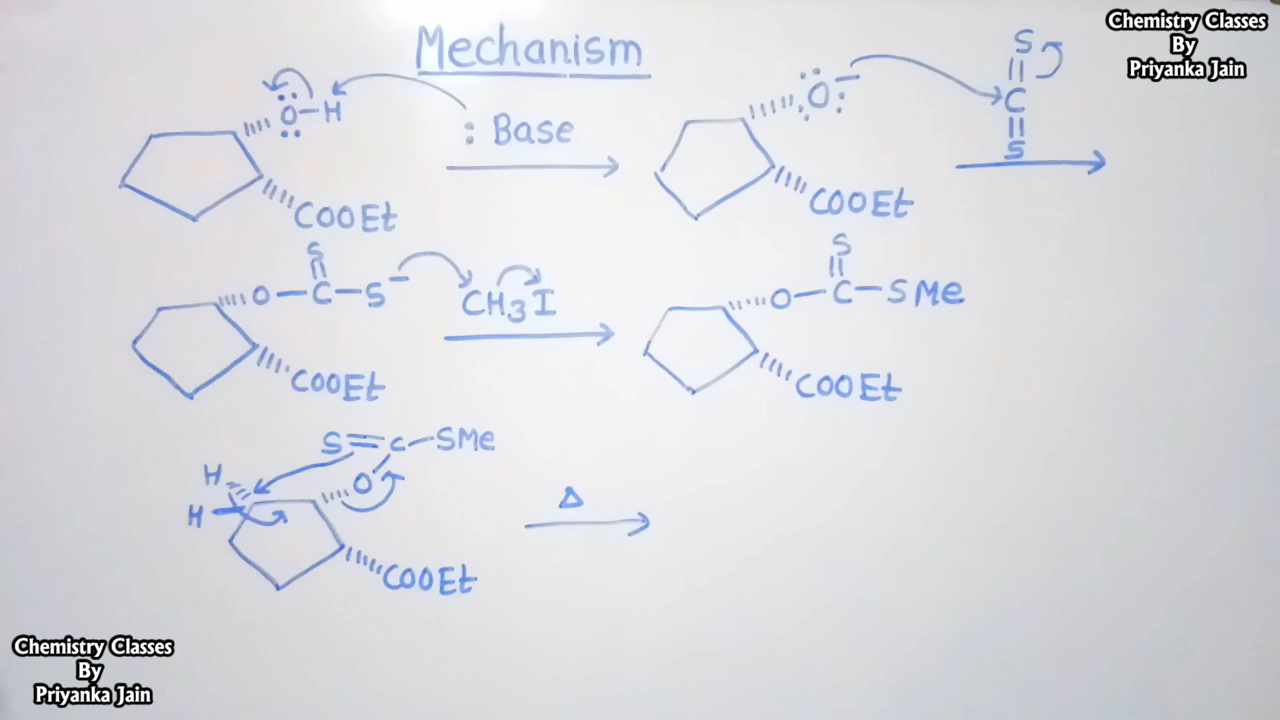 Mechanism
Chemistry Classes
By
Priyanka Jain
O–H
: Base
COOEt
O⁻
S
C
S
COOEt
S
O–C–S⁻
CH₃I
COOEt
S
O–C–SMe
COOEt
S=C–SMe
H
O
H
Δ
COOEt
Chemistry Classes
By
Priyanka Jain